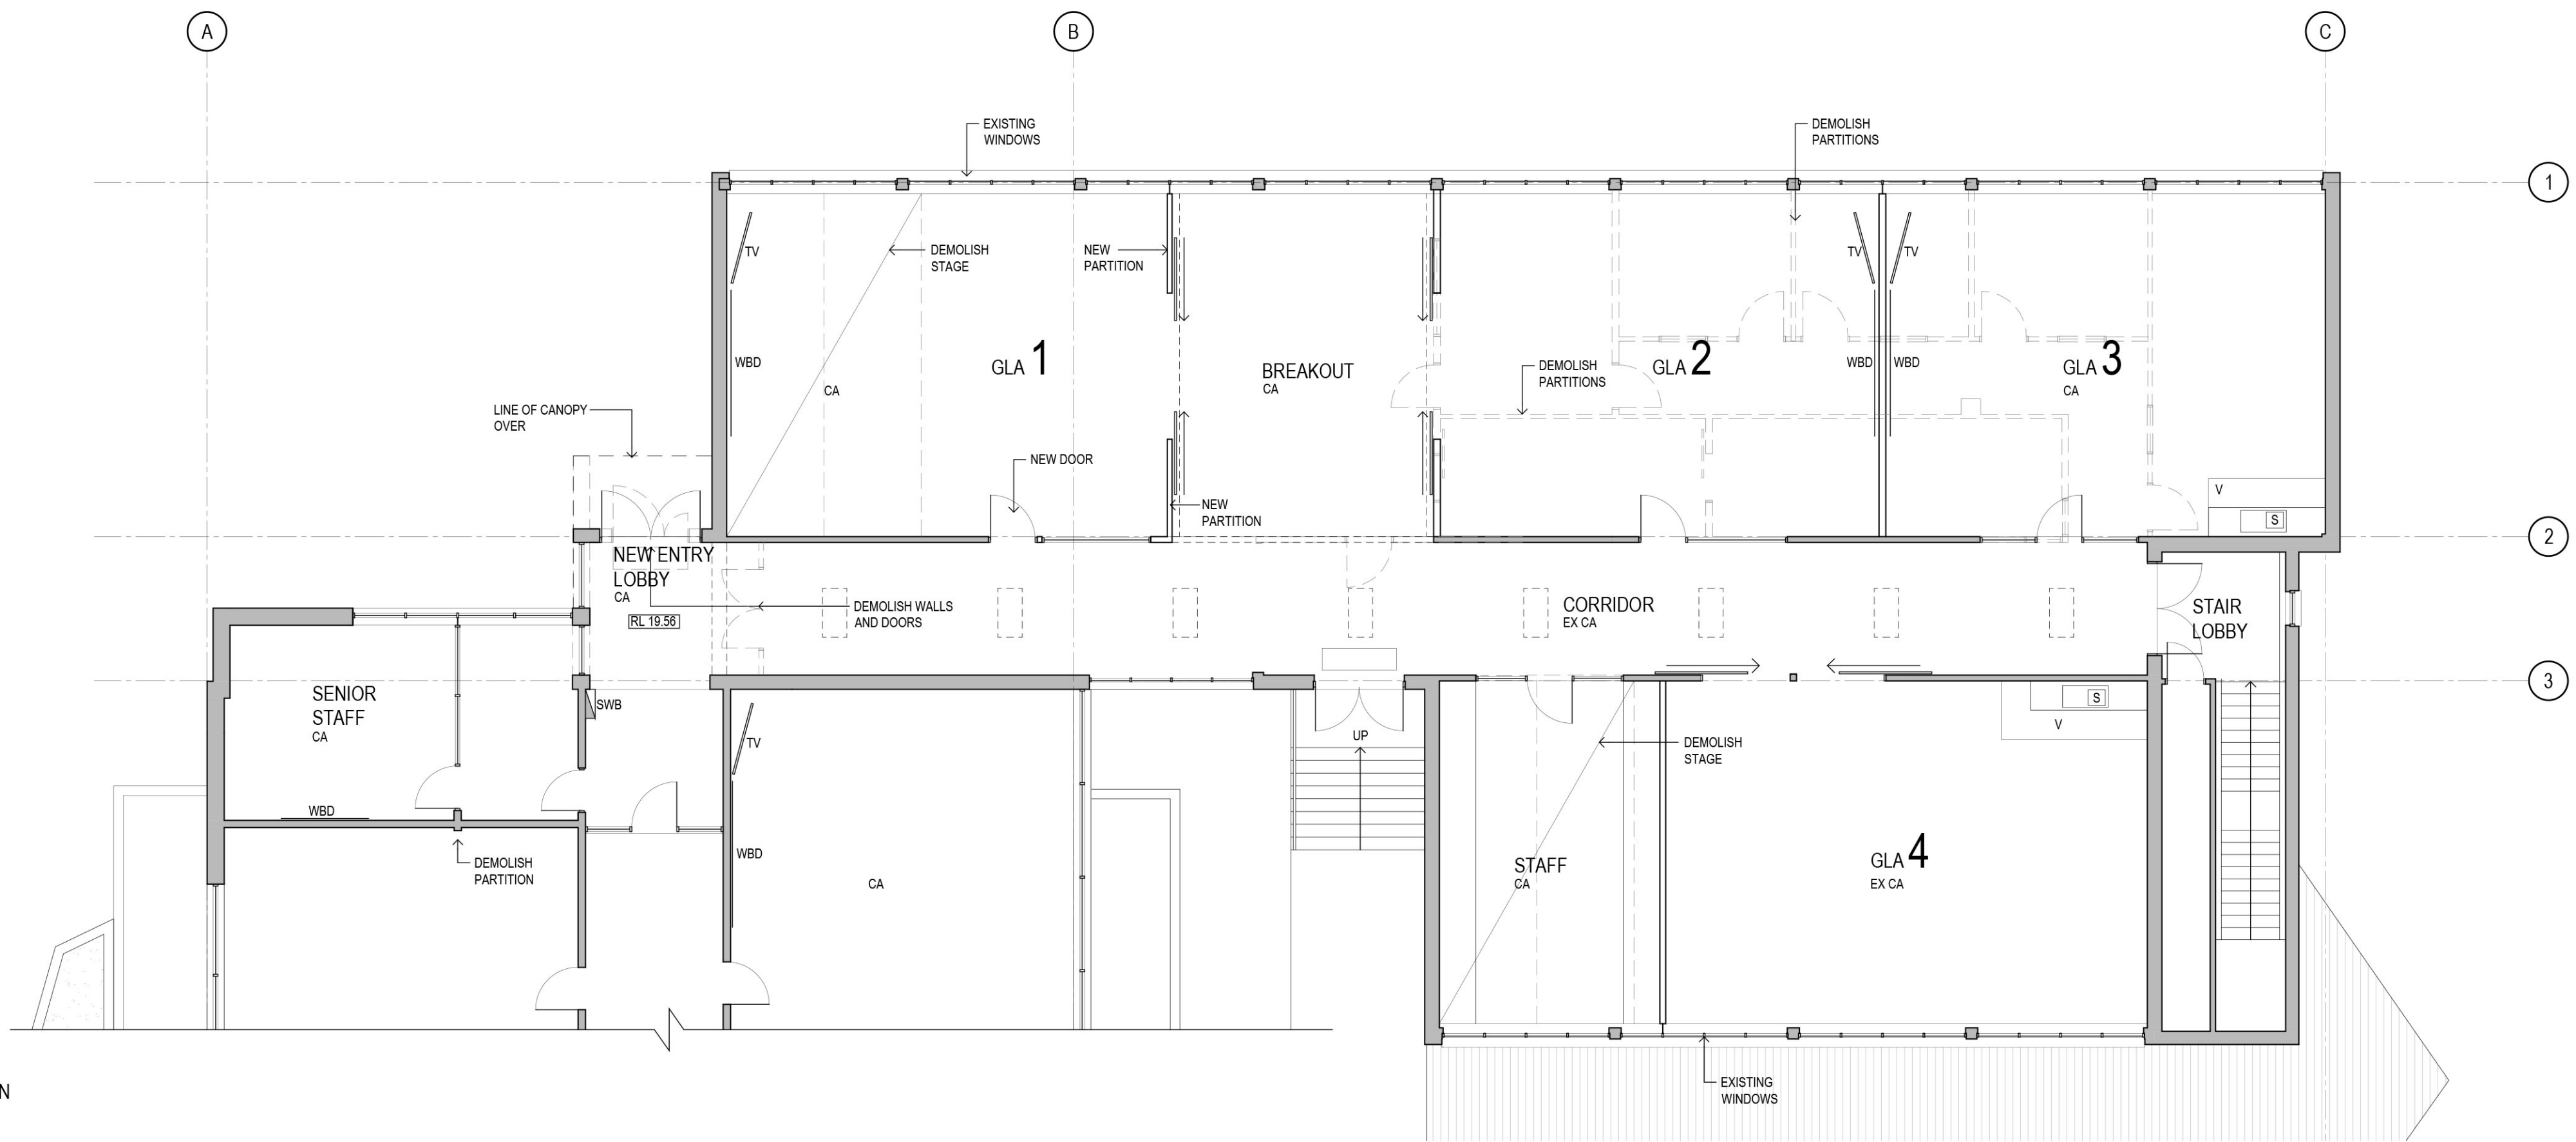 A
B
C
EXISTING
WINDOWS
DEMOLISH
PARTITIONS
1
TV
DEMOLISH
STAGE
NEW
PARTITION
TV
TV
WBD
GLA 1
CA
BREAKOUT
CA
DEMOLISH
PARTITIONS
GLA 2
WBD
WBD
GLA 3
CA
LINE OF CANOPY
OVER
NEW DOOR
NEW
PARTITION
V
S
2
NEW ENTRY
LOBBY
CA
RL 19.56
DEMOLISH WALLS
AND DOORS
CORRIDOR
EX CA
STAIR
LOBBY
3
SENIOR
STAFF
CA
SWB
TV
UP
DEMOLISH
STAGE
S
V
WBD
DEMOLISH
PARTITION
WBD
CA
STAFF
CA
GLA 4
EX CA
EXISTING
WINDOWS
N